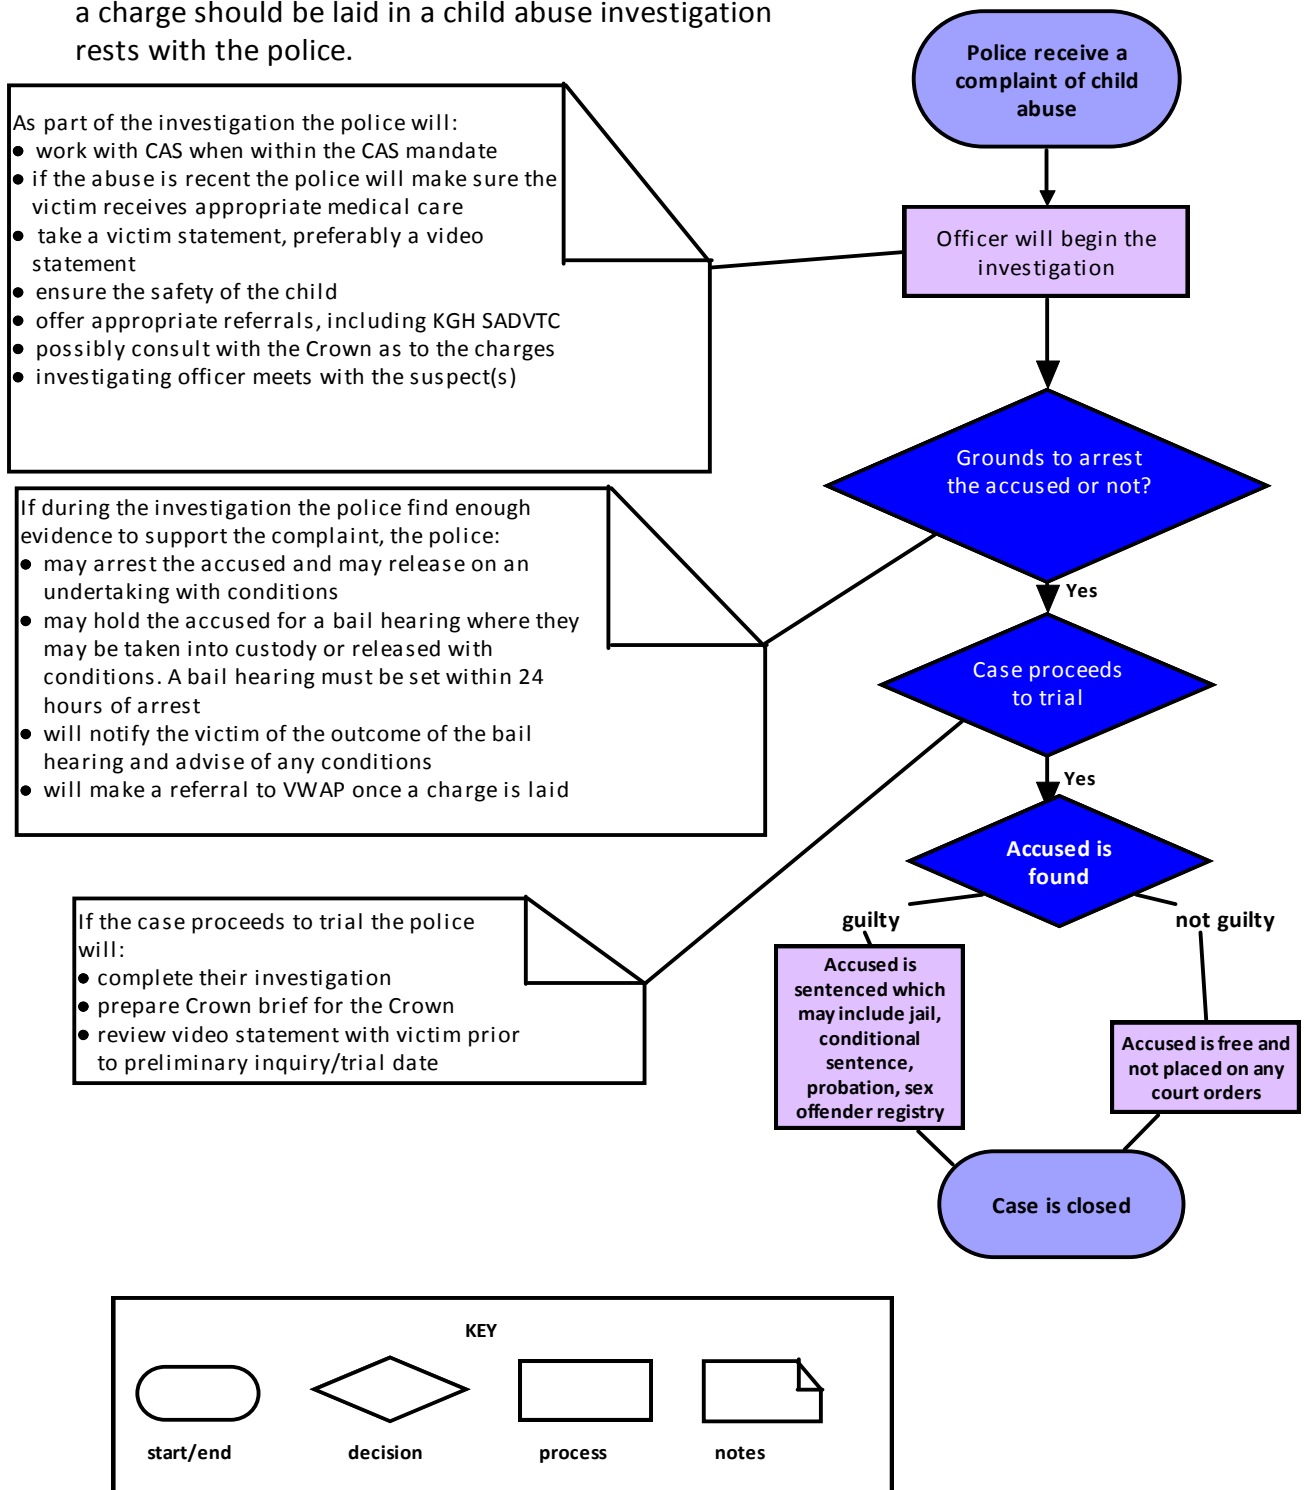 a charge should be laid in a child abuse investigation
rests with the police.
Police receive a
complaint of child
abuse
As part of the investigation the police will:
● work with CAS when within the CAS mandate
● if the abuse is recent the police will make sure the
victim receives appropriate medical care
● take a victim statement, preferably a video
statement
● ensure the safety of the child
● offer appropriate referrals, including KGH SADVTC
● possibly consult with the Crown as to the charges
● investigating officer meets with the suspect(s)
Officer will begin the
investigation
Grounds to arrest
the accused or not?
If during the investigation the police find enough
evidence to support the complaint, the police:
● may arrest the accused and may release on an
undertaking with conditions
● may hold the accused for a bail hearing where they
may be taken into custody or released with
conditions. A bail hearing must be set within 24
hours of arrest
● will notify the victim of the outcome of the bail
hearing and advise of any conditions
● will make a referral to VWAP once a charge is laid
Yes
Case proceeds
to trial
Yes
Accused is
found
guilty
not guilty
If the case proceeds to trial the police
will:
● complete their investigation
● prepare Crown brief for the Crown
● review video statement with victim prior
to preliminary inquiry/trial date
Accused is
sentenced which
may include jail,
conditional
sentence,
probation, sex
offender registry
Accused is free and
not placed on any
court orders
Case is closed
KEY
start/end
decision
process
notes